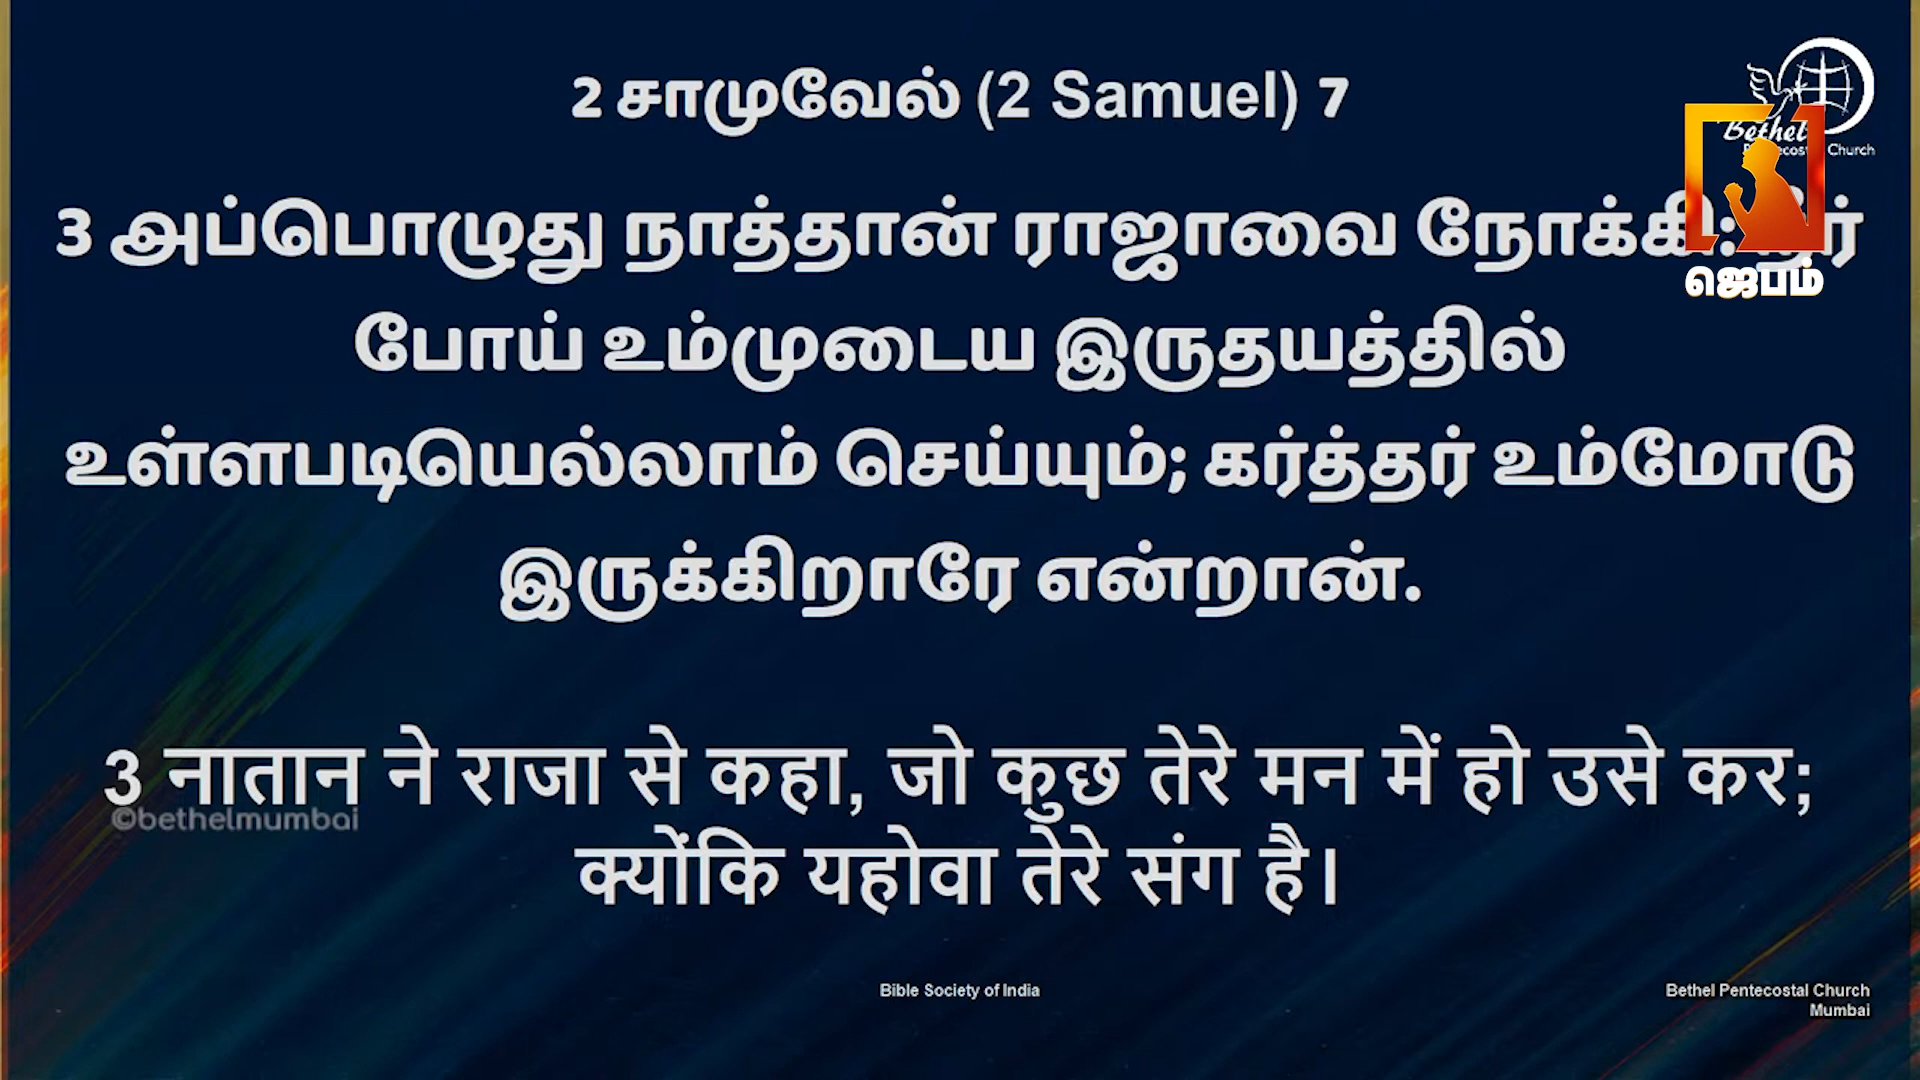 2 சாமுவேல் (2 Samuel) 7
Bethel
Church
3 அப்பொழுது நாத்தான் ராஜாவை நோக்கி:
ஜெபம்
போய் உம்முடைய இருதயத்தில்
உள்ளபடியெல்லாம் செய்யும்; கர்த்தர் உம்மோடு
இருக்கிறாரே என்றான்.
3 नातान ने राजा से कहा, जो कुछ तेरे मन में हो उसे कर;
©bethelmumbai
क्योंकि यहोवा तेरे संग है।
Bible Society of India
Bethel Pentecostal Church
Mumbai